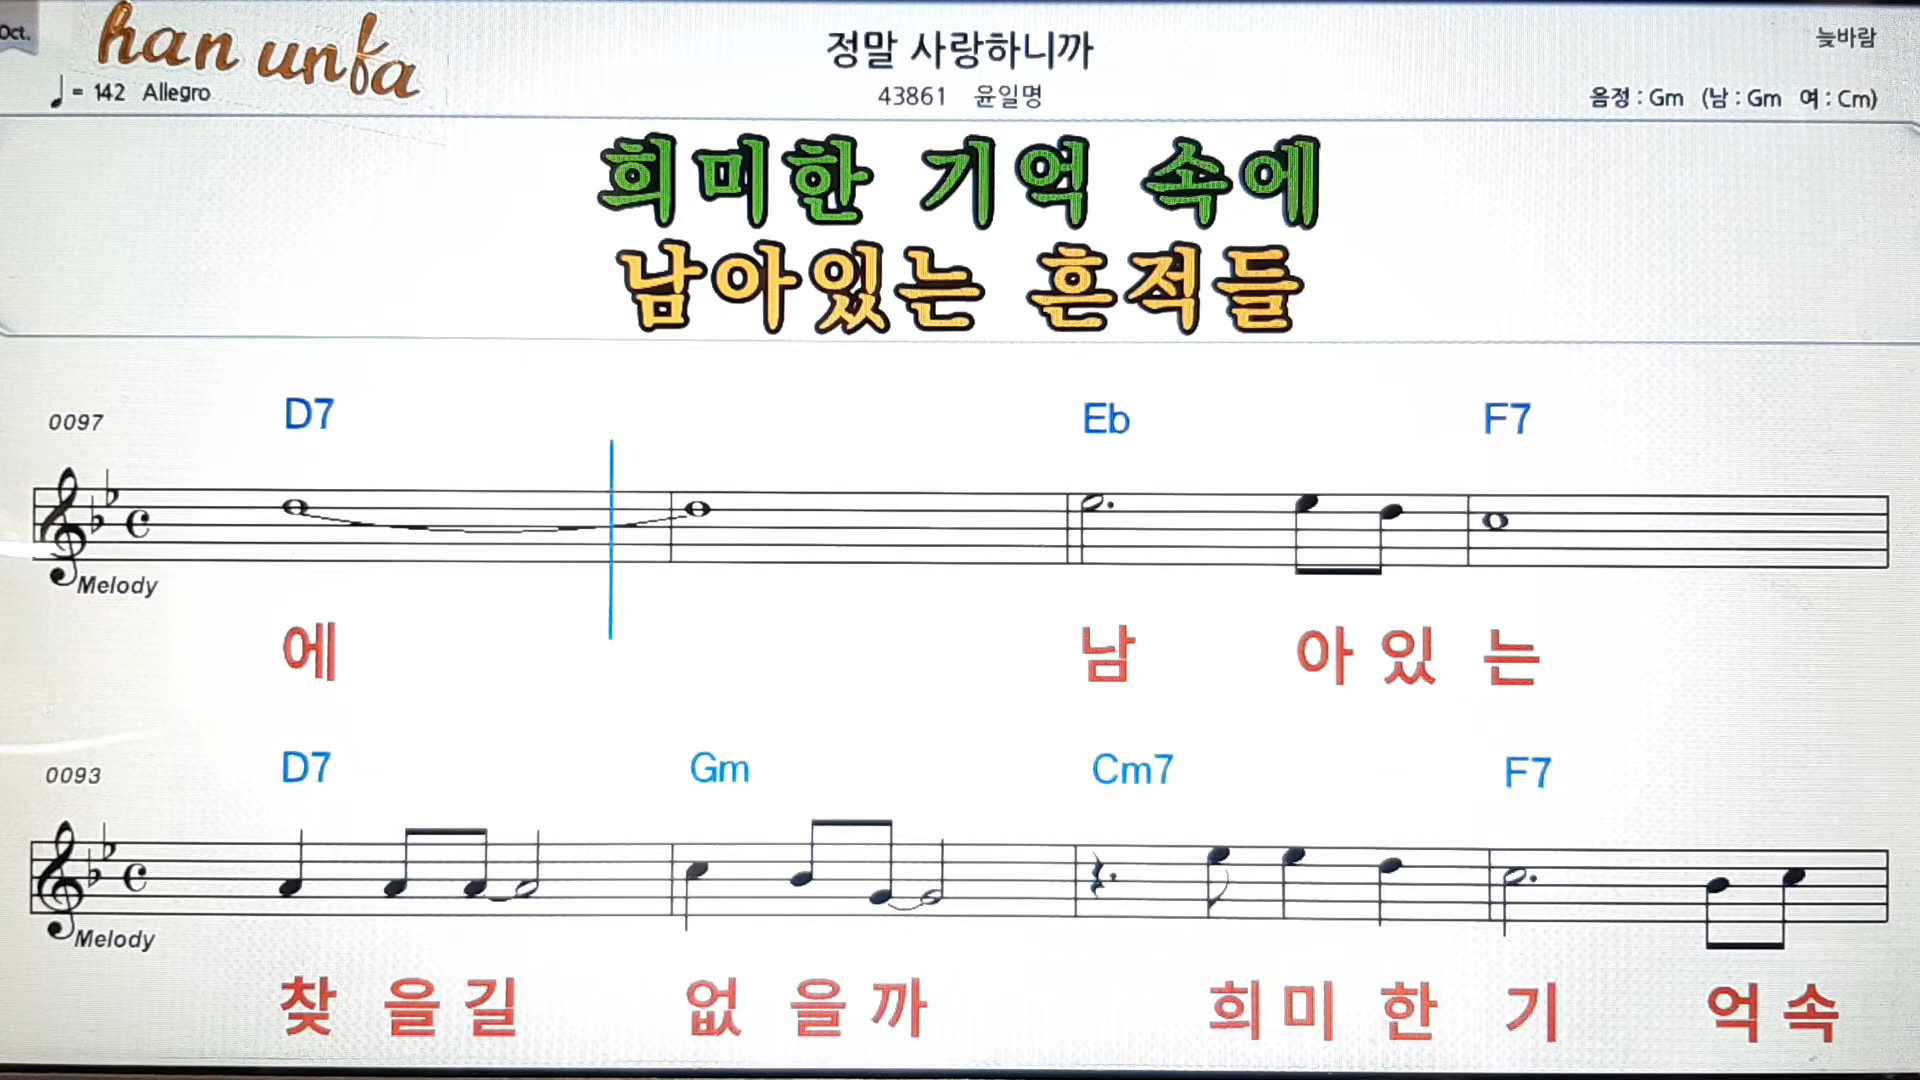 Oct.
han unfa
정말 사랑하니까
늦바람
♩ = 142 Allegro
43861 윤일명
음정 : Gm (남 : Gm 여 : Cm)
희미한 기억 속에
남아있는 흔적들
0097 D7 Eb F7
Melody
에 남 아 있 는
0093 D7 Gm Cm7 F7
Melody
찾 을 길 없 을 까 희 미 한 기 억 속